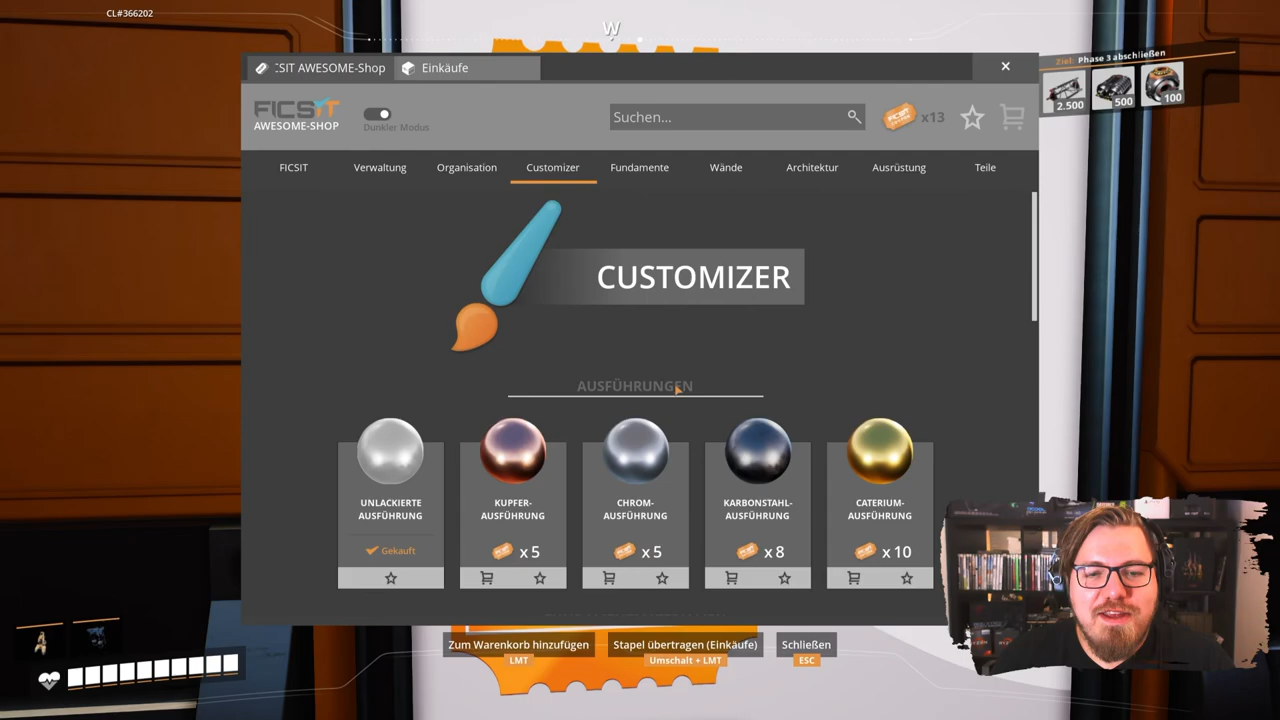 CL#366202
W
CSIT AWESOME-Shop
Einkäufe
Ziel: Phase 3 abschließen
2.500
500
100
FICSIT
AWESOME-SHOP
Dunkler Modus
Suchen...
x13
FICSIT
Verwaltung
Organisation
Customizer
Fundamente
Wände
Architektur
Ausrüstung
Teile
CUSTOMIZER
AUSFÜHRUNGEN
UNLACKIERTE
AUSFÜHRUNG
Gekauft
KUPFER-
AUSFÜHRUNG
x 5
CHROM-
AUSFÜHRUNG
x 5
KARBONSTAHL-
AUSFÜHRUNG
x 8
CATERIUM-
AUSFÜHRUNG
x 10
Zum Warenkorb hinzufügen
LMT
Stapel übertragen (Einkäufe)
Umschalt + LMT
Schließen
ESC